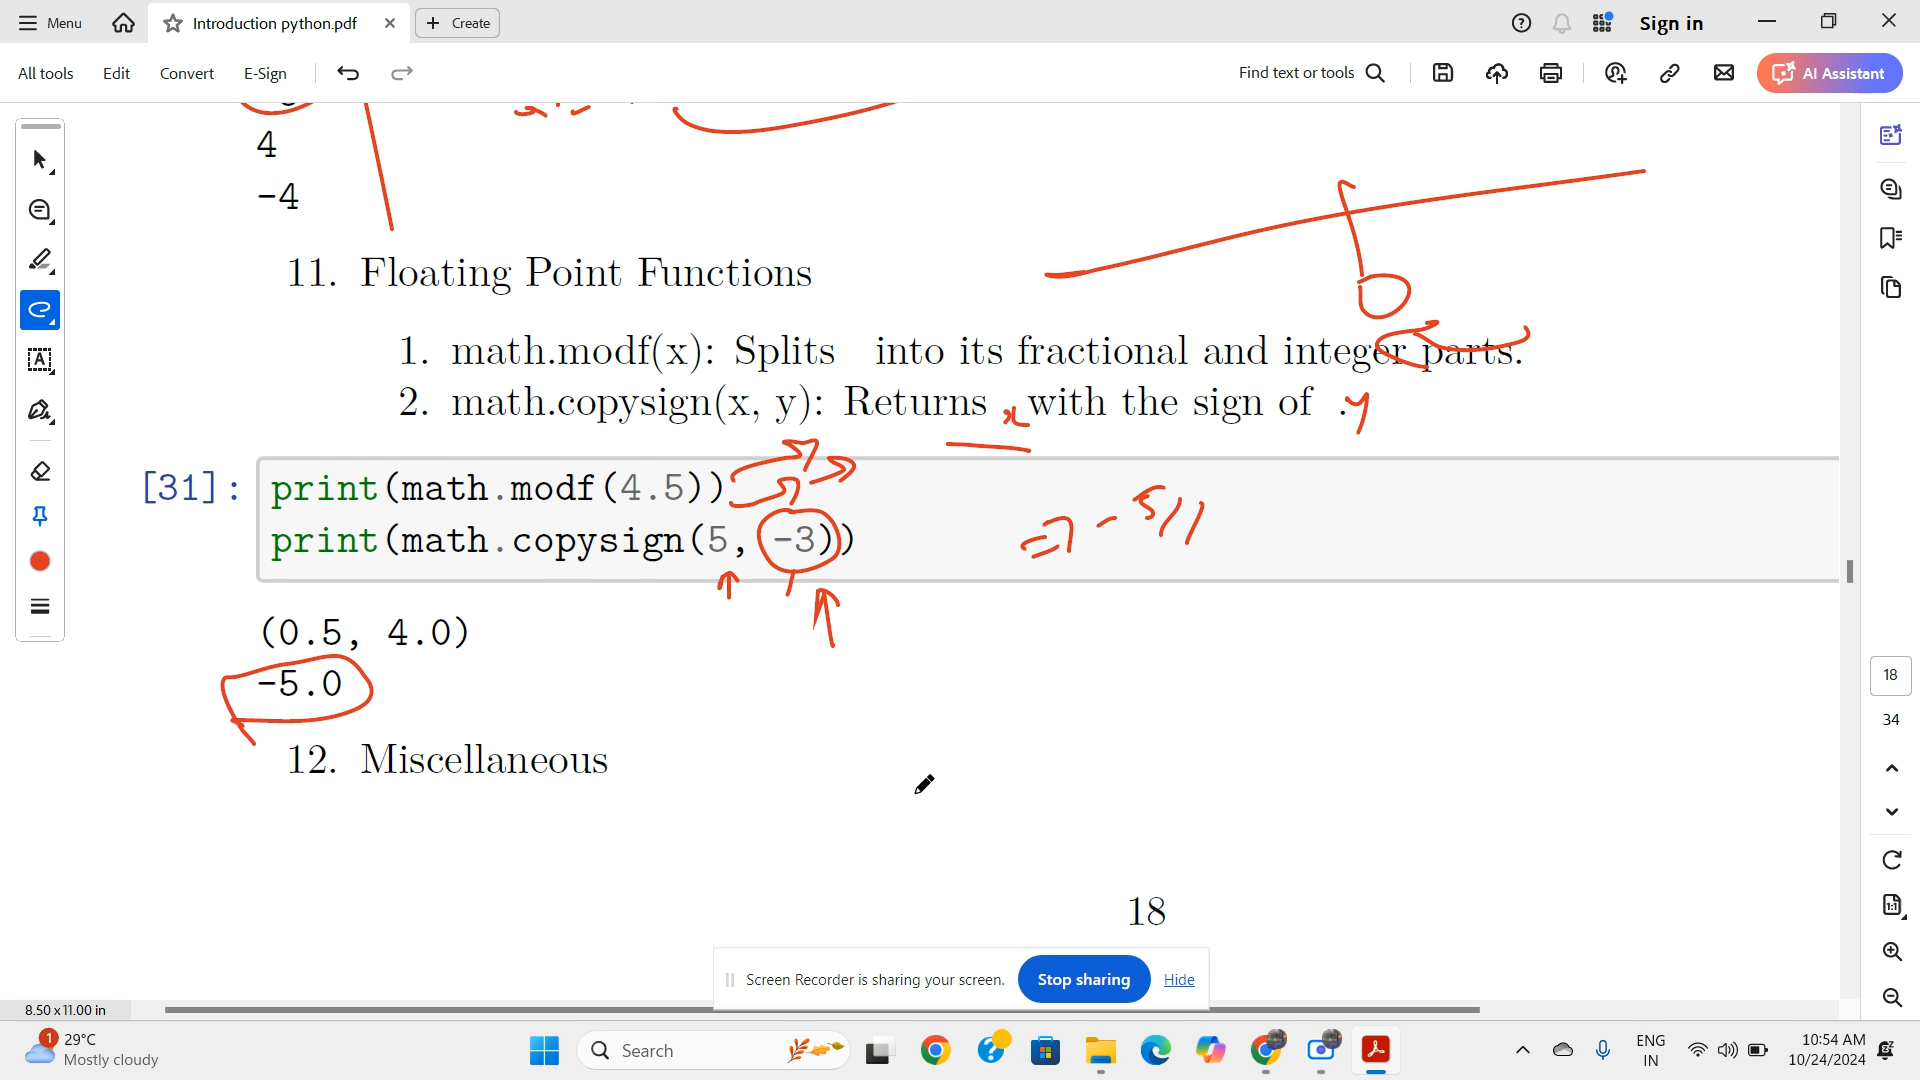 Menu
Introduction python.pdf
Create
Sign in
All tools
Edit
Convert
E-Sign
Find text or tools
AI Assistant
4
-4
11. Floating Point Functions
1. math.modf(x): Splits into its fractional and integer parts.
2. math.copysign(x, y): Returns x with the sign of .y
[31]: print(math.modf(4.5))
print(math.copysign(5, -3))
=> -5//
(0.5, 4.0)
-5.0
12. Miscellaneous
18
18
34
Screen Recorder is sharing your screen.
Stop sharing
Hide
8.50 x 11.00 in
1
29°C
Mostly cloudy
Search
ENG
IN
10:54 AM
10/24/2024